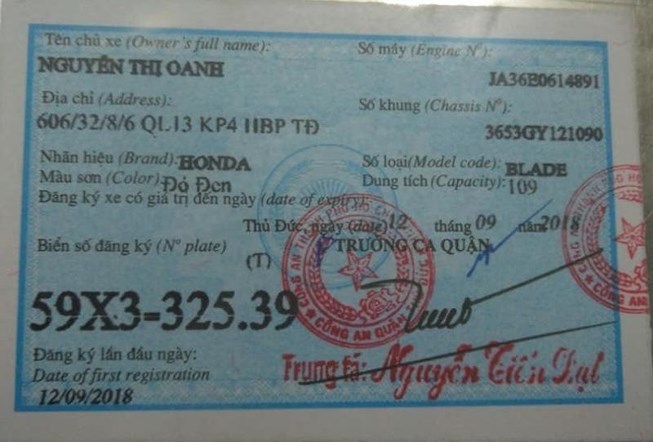 Tên chủ xe (Owner's full name):
NGUYỄN THỊ OANH
Số máy (Engine N°):
JA36E0614891
Địa chỉ (Address):
606/32/8/6 QL13 KP4 HBP TĐ
Số khung (Chassis N°):
3653GY121090
Nhãn hiệu (Brand): HONDA
Số loại(Model code): BLADE
Màu sơn (Color) Đỏ Đen
Dung tích (Capacity): 109
Đăng ký xe có giá trị đến ngày (date of expiry)
Thủ Đức, ngày (date) 12 tháng 09 năm 2018
Biển số đăng ký (N° plate)
TRƯỞNG CA QUẬN
(T)
59X3-325.39
CÔNG AN QUẬN
Đăng ký lần đầu ngày:
Date of first registration
Trung tá: Nguyễn Tiến Đạt
12/09/2018